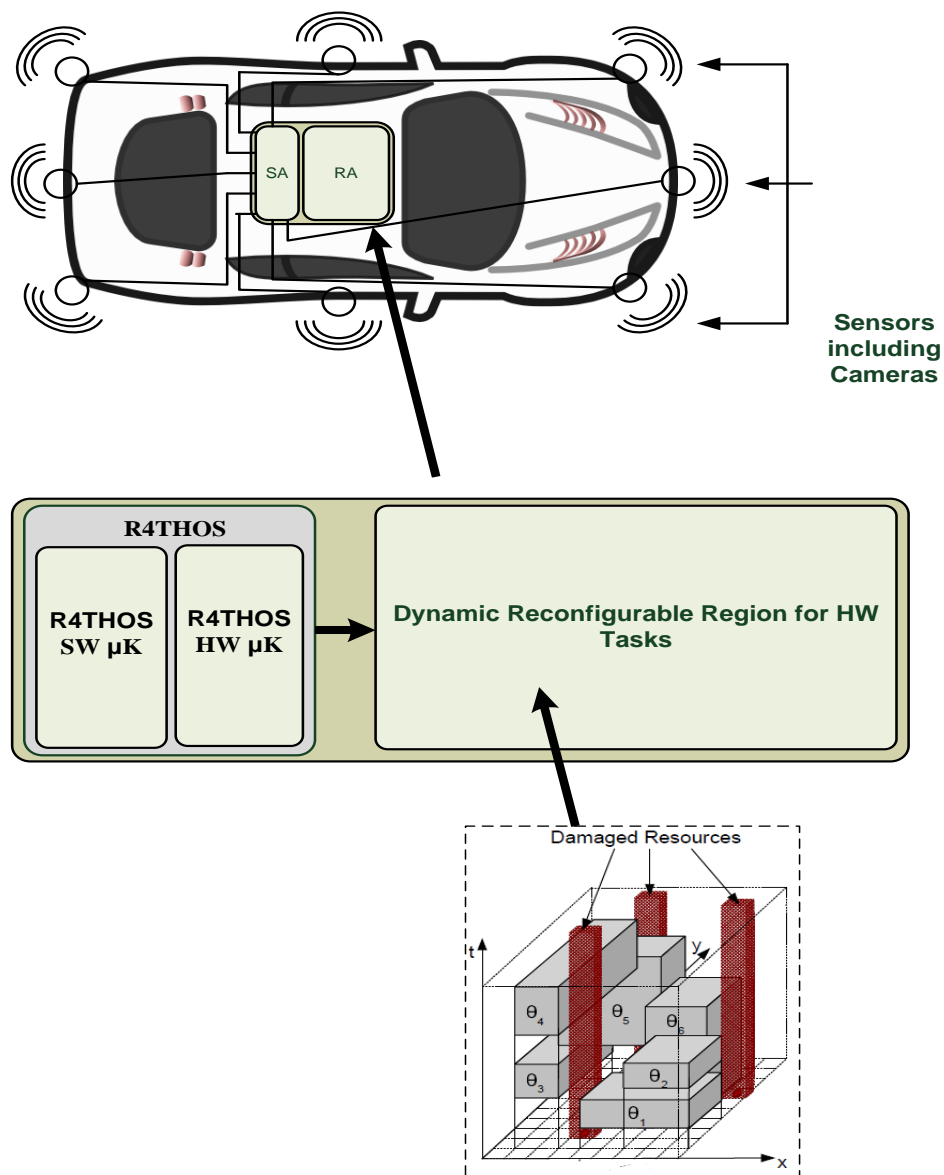 SA
RA
Sensors
including
Cameras
R4THOS
R4THOS
SW µK
R4THOS
HW µK
Dynamic Reconfigurable Region for HW
Tasks
Damaged Resources
t
y
θ4
θ5
θ6
θ3
θ2
θ1
x